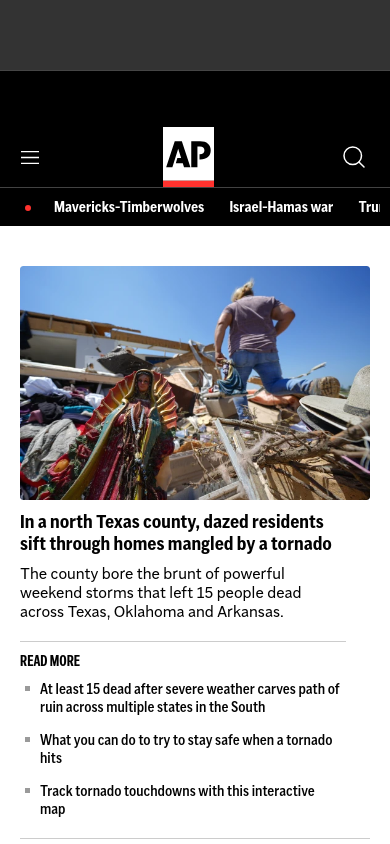 AP
Mavericks-Timberwolves Israel-Hamas war
In a north Texas county, dazed residents
sift through homes mangled by a tornado
The county bore the brunt of powerful
weekend storms that left 15 people dead
across Texas, Oklahoma and Arkansas.
READ MORE
At least 15 dead after severe weather carves path of
ruin across multiple states in the South
What you can do to try to stay safe when a tornado
hits
Track tornado touchdowns with this interactive
map